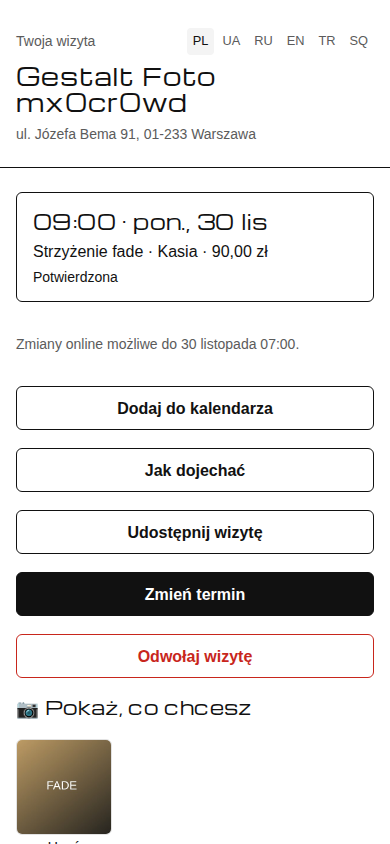 Twoja wizyta
PL UA RU EN TR SQ
Gestalt Foto
mx0cr0wd
ul. Józefa Bema 91, 01-233 Warszawa
09:00 · pon., 30 lis
Strzyżenie fade · Kasia · 90,00 zł
Potwierdzona
Zmiany online możliwe do 30 listopada 07:00.
Dodaj do kalendarza
Jak dojechać
Udostępnij wizytę
Zmień termin
Odwołaj wizytę
📷 Pokaż, co chcesz
FADE